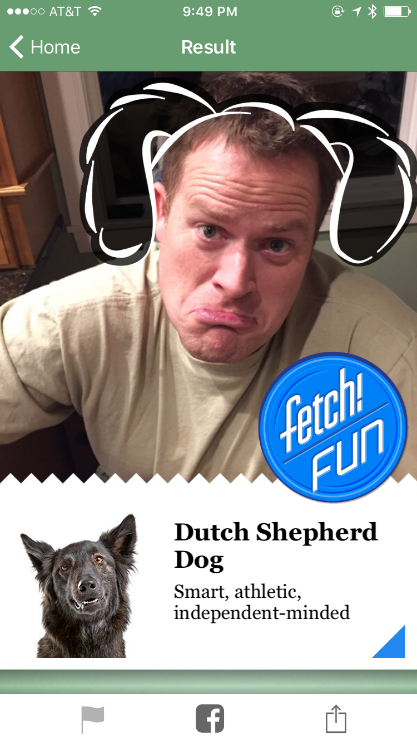 AT&T 9:49 PM
Home Result
fetch!
FUN
Dutch Shepherd
Dog
Smart, athletic,
independent-minded
f